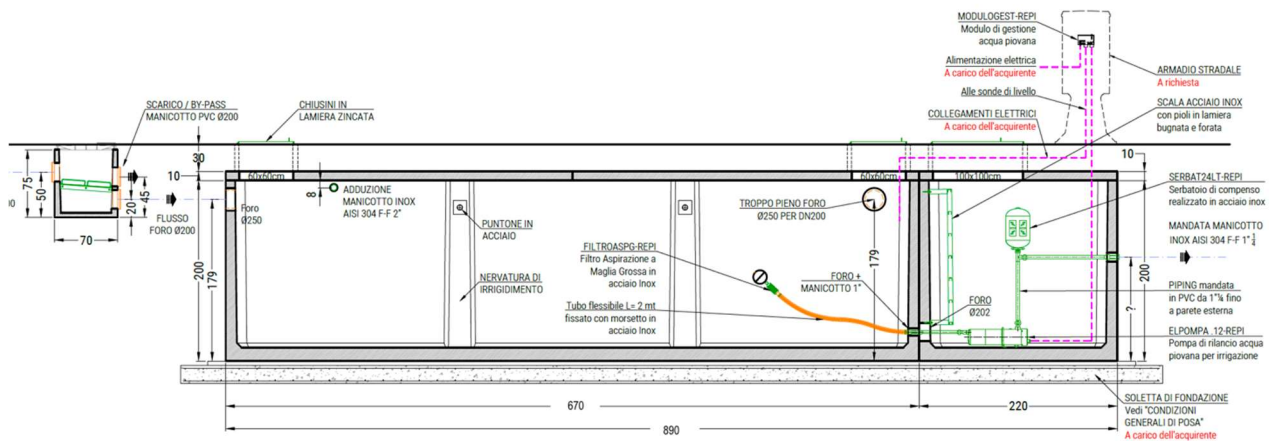 MODULOGEST-REPI
Modulo di gestione
acqua piovana
Alimentazione elettrica
A carico dell'acquirente
ARMADIO STRADALE
A richiesta
Alle sonde di livello
SCALA ACCIAIO INOX
con pioli in lamiera
bugnata e forata
COLLEGAMENTI ELETTRICI
A carico dell'acquirente
SCARICO / BY-PASS
MANICOTTO PVC Ø200
CHIUSINI IN
LAMIERA ZINCATA
30
10
10
75
50
45
20
70
FLUSSO
FORO Ø200
60x60cm
60x60cm
100x100cm
Foro
Ø250
8
ADDUZIONE
MANICOTTO INOX
AISI 304 F-F 2"
PUNTONE IN
ACCIAIO
NERVATURA DI
IRRIGIDIMENTO
TROPPO PIENO FORO
Ø250 PER DN200
FILTROASPG-REPI
Filtro Aspirazione a
Maglia Grossa in
acciaio Inox
Tubo flessibile L= 2 mt
fissato con morsetto in
acciaio Inox
FORO +
MANICOTTO 1"
FORO
Ø202
SERBAT24LT-REPI
Serbatoio di compenso
realizzato in acciaio inox
MANDATA MANICOTTO
INOX AISI 304 F-F 1" ¼
PIPING mandata
in PVC da 1"¼ fino
a parete esterna
ELPOMPA .12-REPI
Pompa di rilancio acqua
piovana per irrigazione
200
179
179
200
?
SOLETTA DI FONDAZIONE
Vedi "CONDIZIONI
GENERALI DI POSA"
A carico dell'acquirente
670
220
890